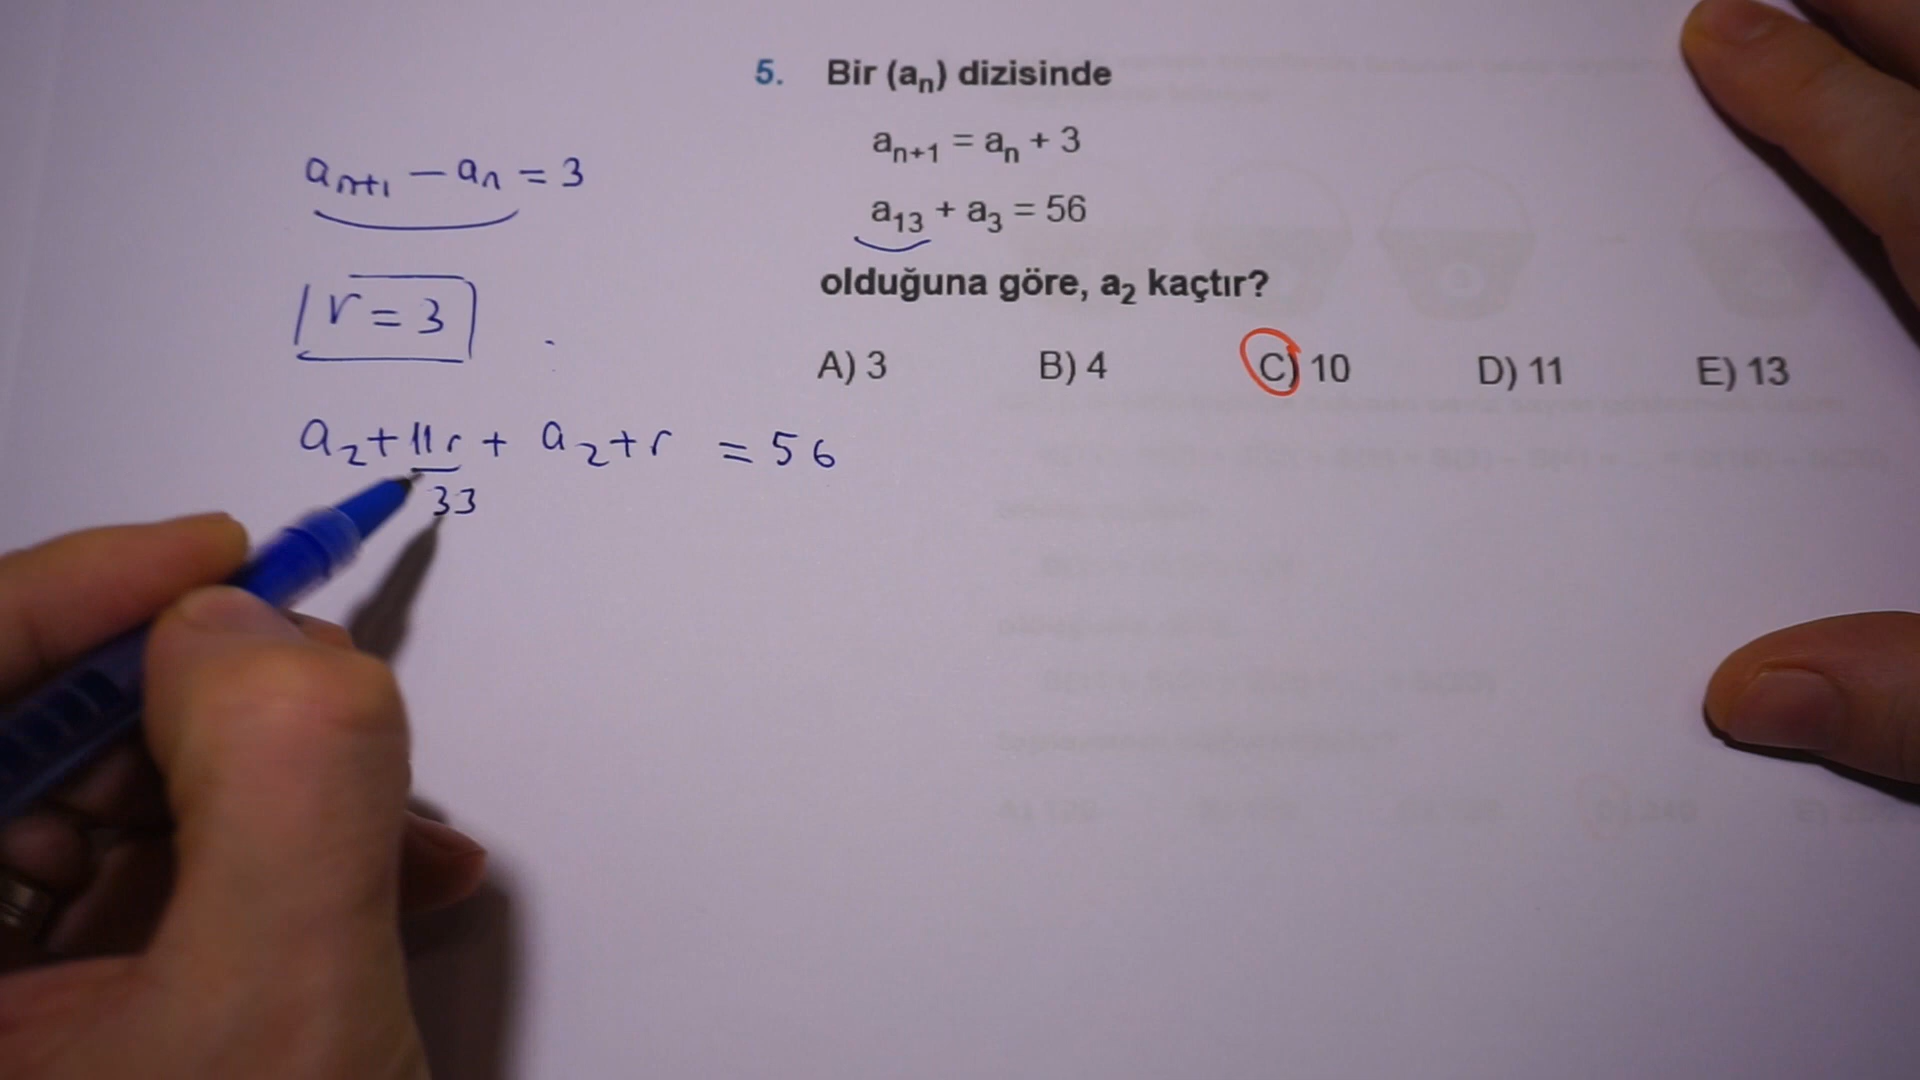 5. Bir (aₙ) dizisinde
aₙ₊₁ = aₙ + 3
a₁₃ + a₃ = 56
olduğuna göre, a₂ kaçtır?
A) 3 B) 4 C) 10 D) 11 E) 13
aₙ₊₁ - aₙ = 3
r = 3
a₂ + 11r + a₂ + r = 56
33